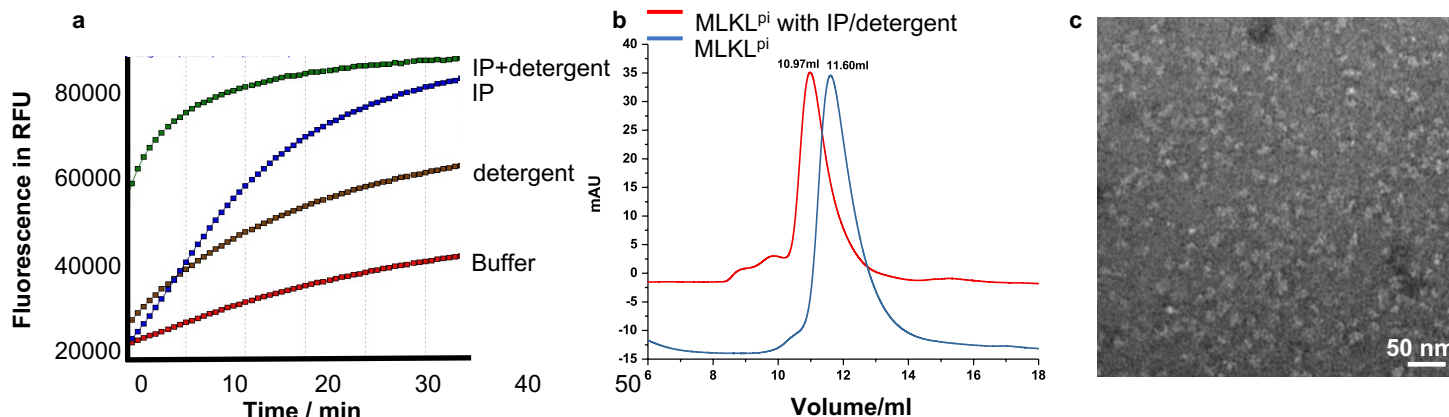 a
Fluorescence in RFU
80000
60000
40000
20000
0 10 20 30 40 50
Time / min
IP+detergent
IP
detergent
Buffer
b
MLKLᵖⁱ with IP/detergent
MLKLᵖⁱ
mAU
40
35
30
25
20
15
10
5
0
-5
-10
-15
10.97ml 11.60ml
6 8 10 12 14 16 18
Volume/ml
c
50 nm